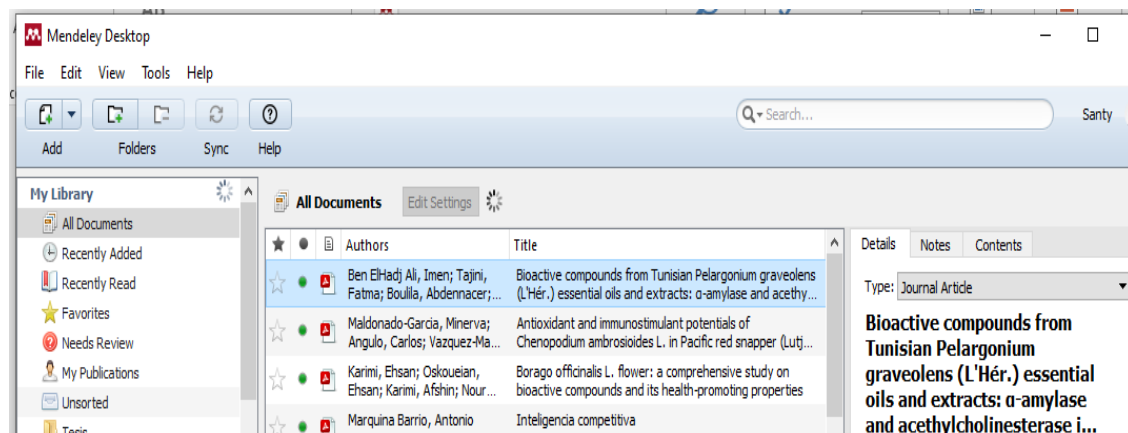 Mendeley Desktop
File Edit View Tools Help
Search...
Santy
Add Folders Sync Help
My Library
All Documents
Recently Added
Recently Read
Favorites
Needs Review
My Publications
Unsorted
Tesis
All Documents Edit Settings
Authors Title
Ben ElHadj Ali, Imen; Tajini, Bioactive compounds from Tunisian Pelargonium graveolens
Fatma; Boulila, Abdennacer;... (L'Hér.) essential oils and extracts: α-amylase and acethy...
Maldonado-Garcia, Minerva; Antioxidant and immunostimulant potentials of
Angulo, Carlos; Vazquez-Ma... Chenopodium ambrosioides L. in Pacific red snapper (Lutj...
Karimi, Ehsan; Oskoueian, Borago officinalis L. flower: a comprehensive study on
Ehsan; Karimi, Afshin; Nour... bioactive compounds and its health-promoting properties
Marquina Barrio, Antonio Inteligencia competitiva
Details Notes Contents
Type: Journal Article
Bioactive compounds from
Tunisian Pelargonium
graveolens (L'Hér.) essential
oils and extracts: α-amylase
and acethylcholinesterase i...